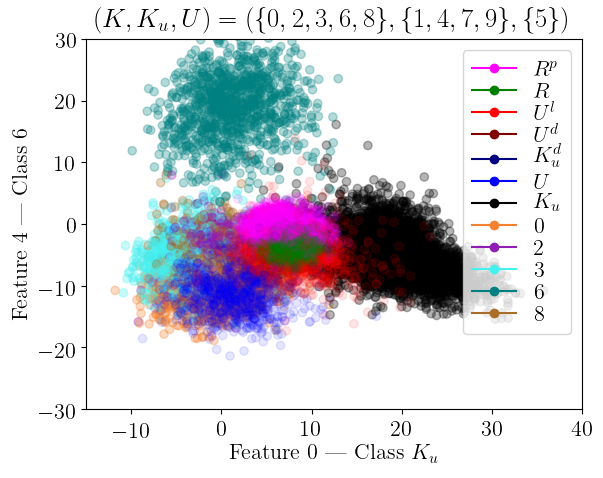 (K, K_u, U) = ({0, 2, 3, 6, 8}, {1, 4, 7, 9}, {5})
30
20
10
0
−10
−20
−30
Feature 4 — Class 6
−10
0
10
20
30
40
Feature 0 — Class K_u
R^p
R
U^l
U^d
K_u^d
U
K_u
0
2
3
6
8